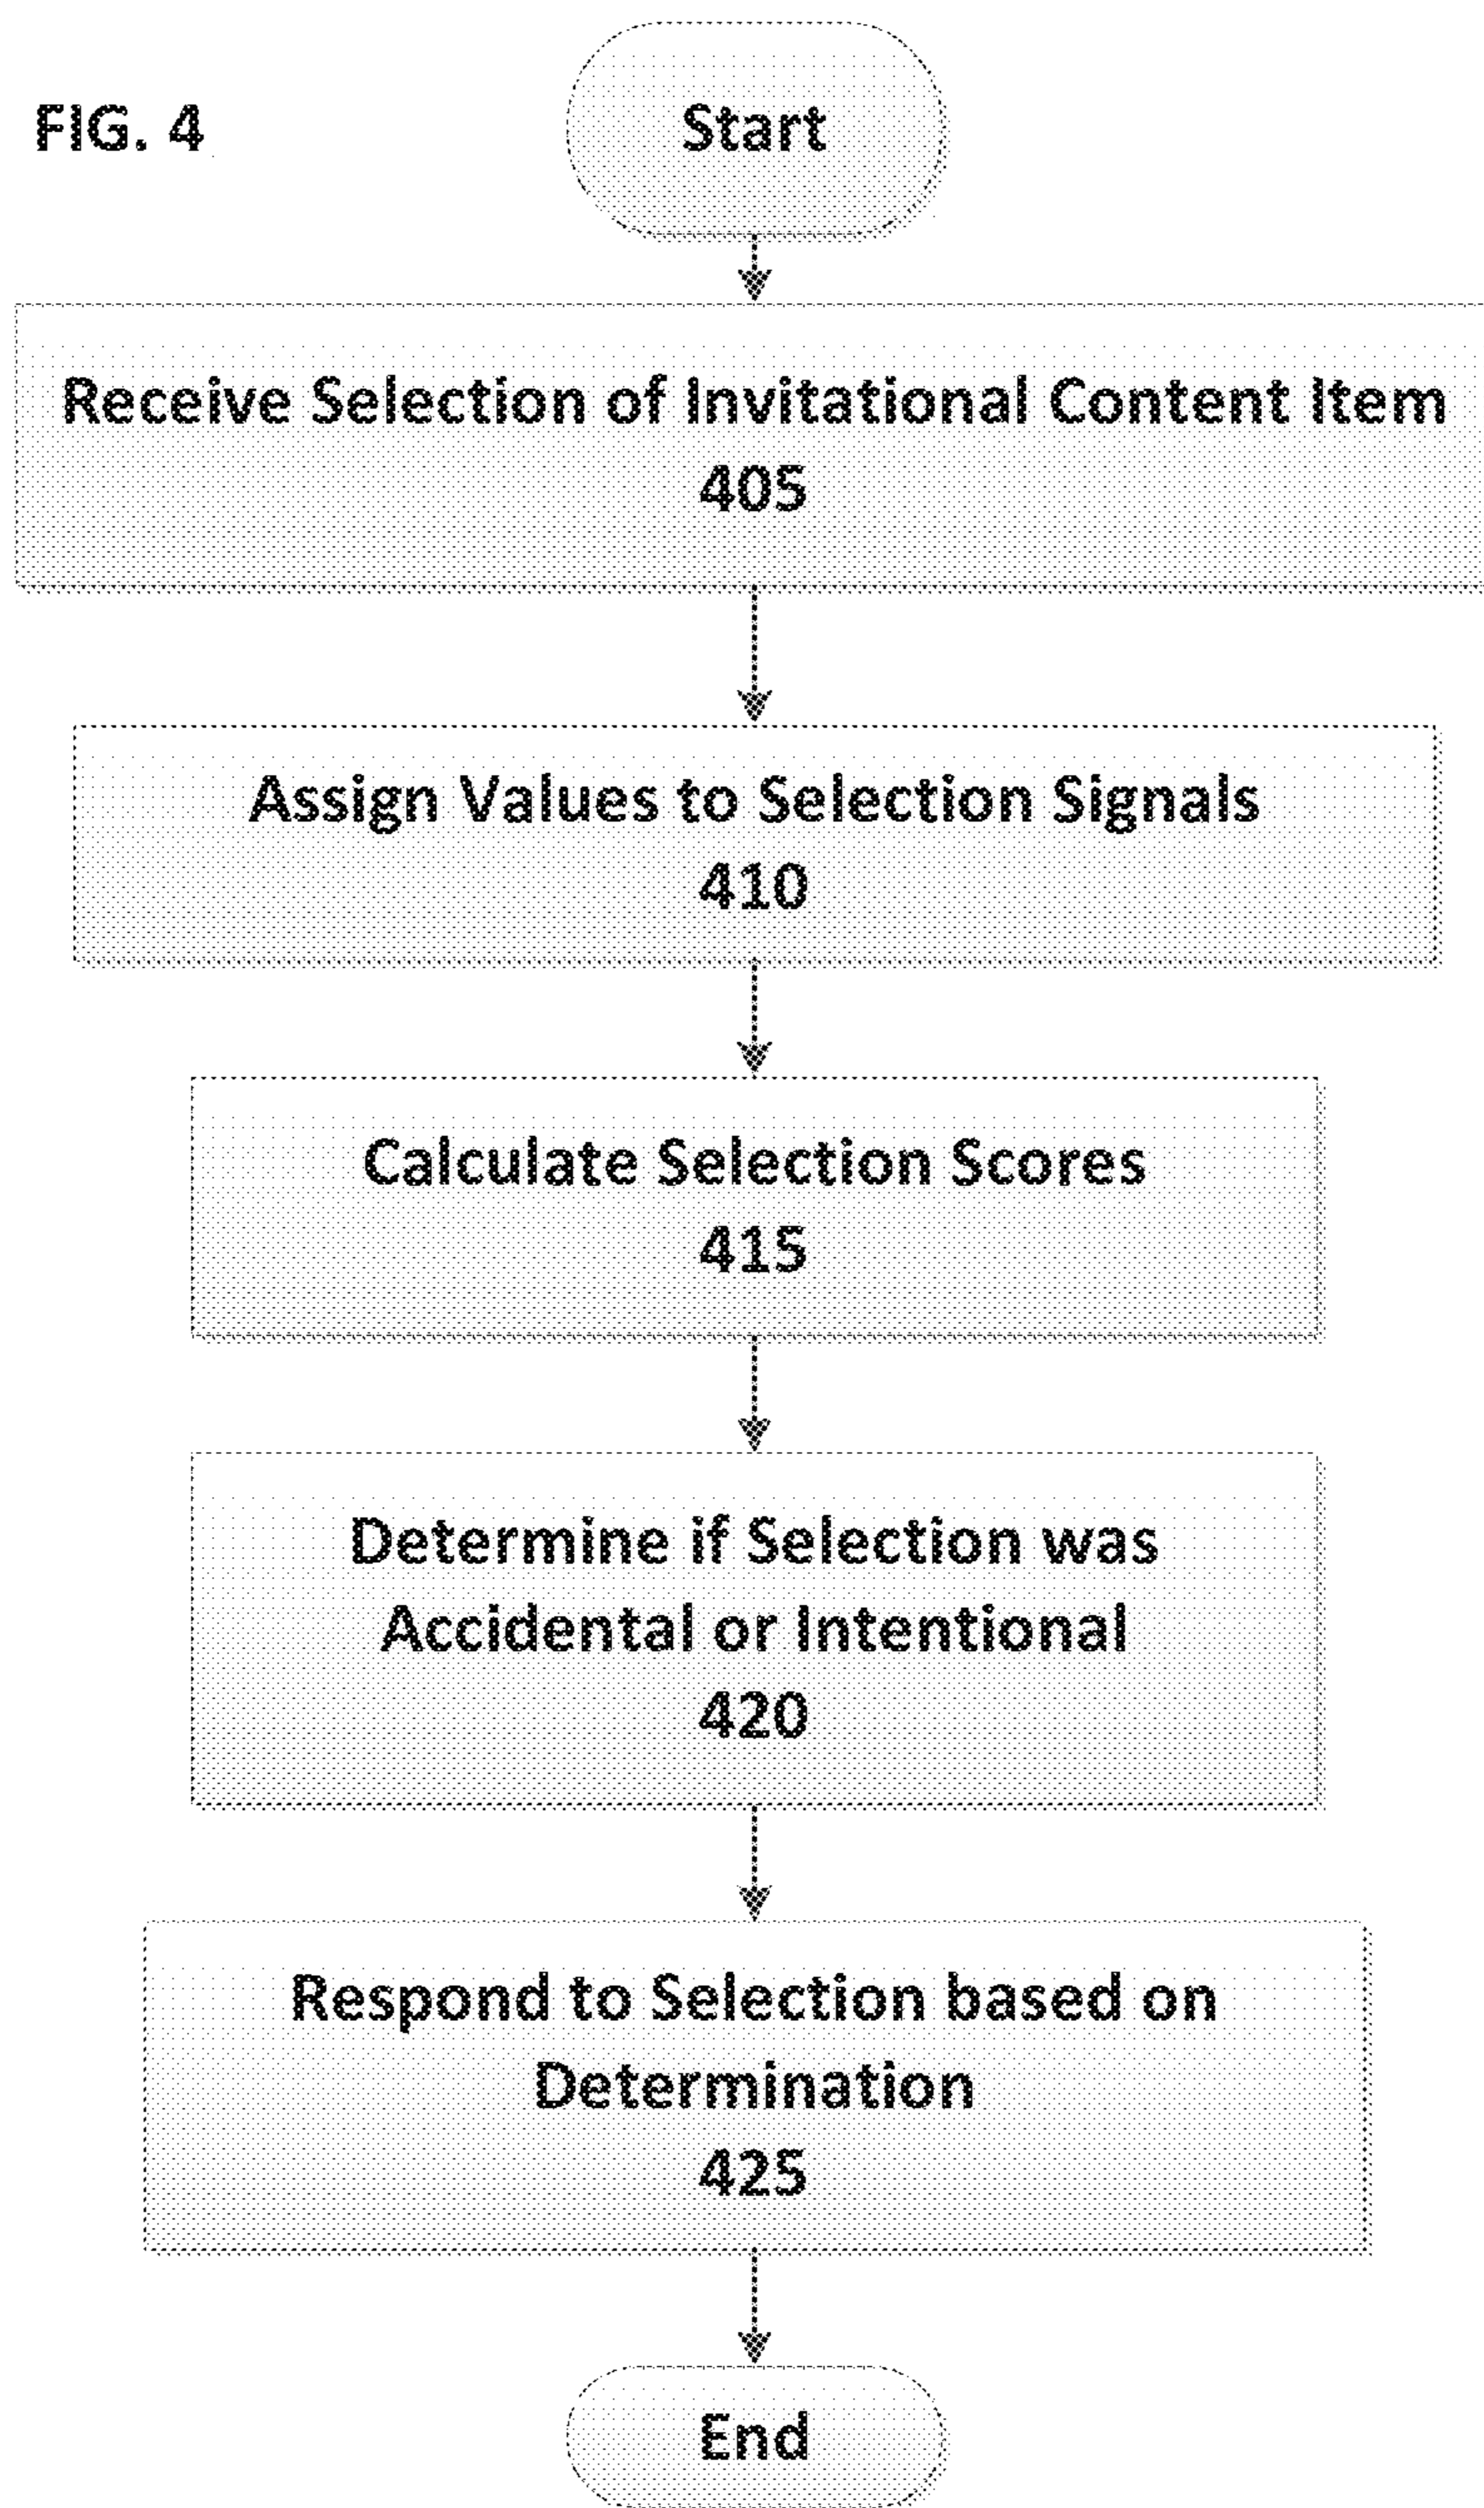 FIG. 4
Start
Receive Selection of Invitational Content Item
405
Assign Values to Selection Signals
410
Calculate Selection Scores
415
Determine if Selection was
Accidental or Intentional
420
Respond to Selection based on
Determination
425
End